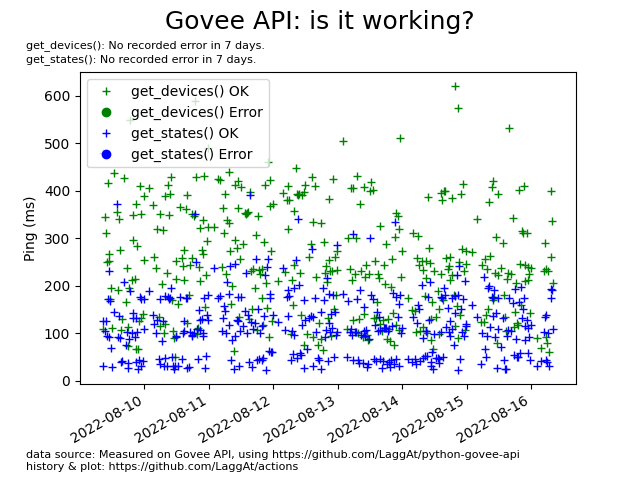 Govee API: is it working?
get_devices(): No recorded error in 7 days.
get_states(): No recorded error in 7 days.
get_devices() OK
get_devices() Error
get_states() OK
get_states() Error
Ping (ms)
600
500
400
300
200
100
0
2022-08-10
2022-08-11
2022-08-12
2022-08-13
2022-08-14
2022-08-15
2022-08-16
data source: Measured on Govee API, using https://github.com/LaggAt/python-govee-api
history & plot: https://github.com/LaggAt/actions